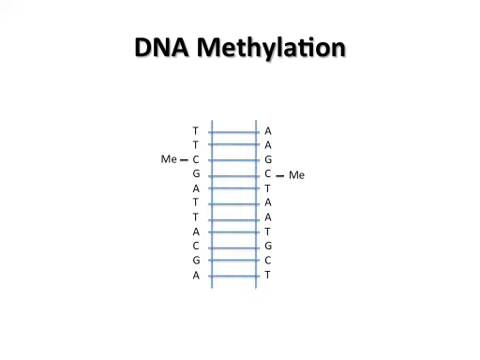 DNA Methylation
T A
T A
Me – C G
G C – Me
A T
T A
T A
A T
C G
G C
A T